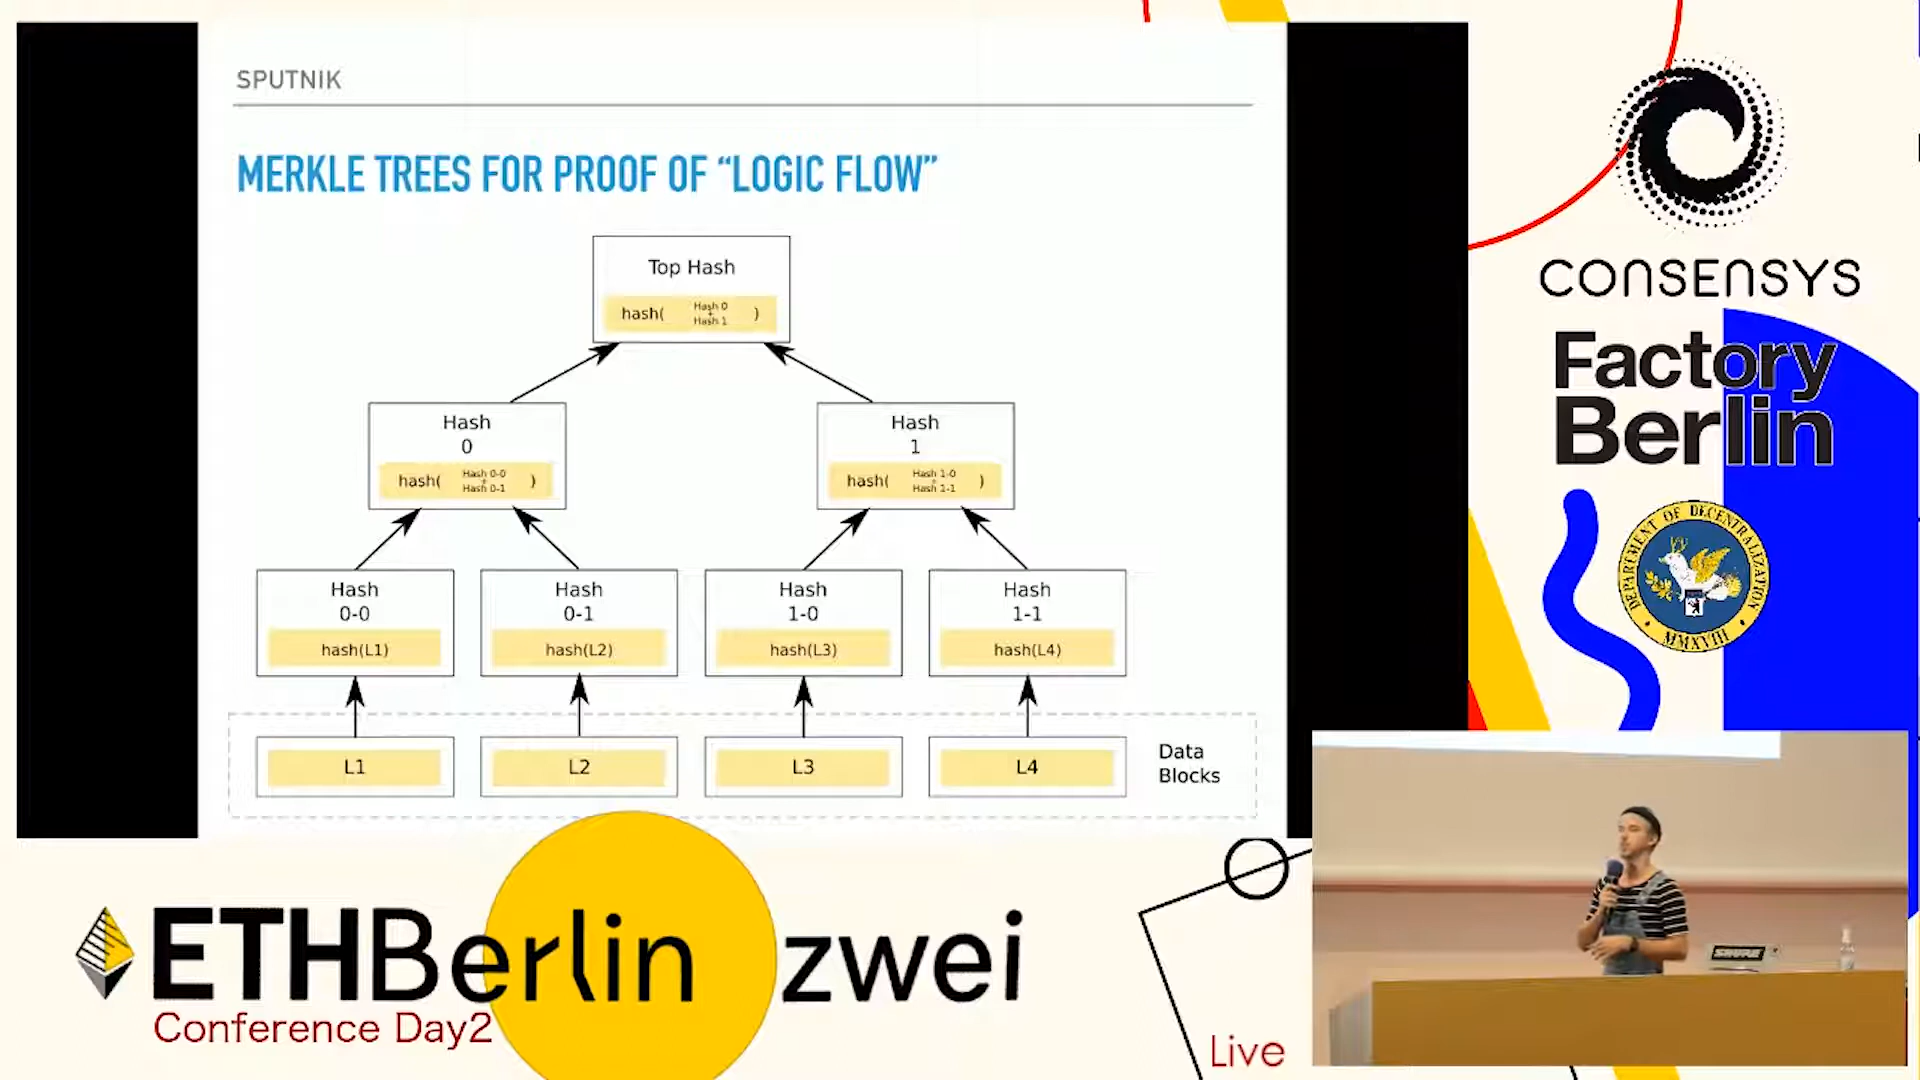 SPUTNIK
MERKLE TREES FOR PROOF OF “LOGIC FLOW”
Top Hash
hash( Hash 0 + Hash 1 )
Hash
0
hash( Hash 0-0 + Hash 0-1 )
Hash
1
hash( Hash 1-0 + Hash 1-1 )
Hash
0-0
hash(L1)
Hash
0-1
hash(L2)
Hash
1-0
hash(L3)
Hash
1-1
hash(L4)
L1
L2
L3
L4
Data
Blocks
CONSENSYS
Factory
Berlin
DEPARTMENT OF DECENTRALIZATION
MMXVIII
SHURE
ETHBerlin zwei
Conference Day2
Live